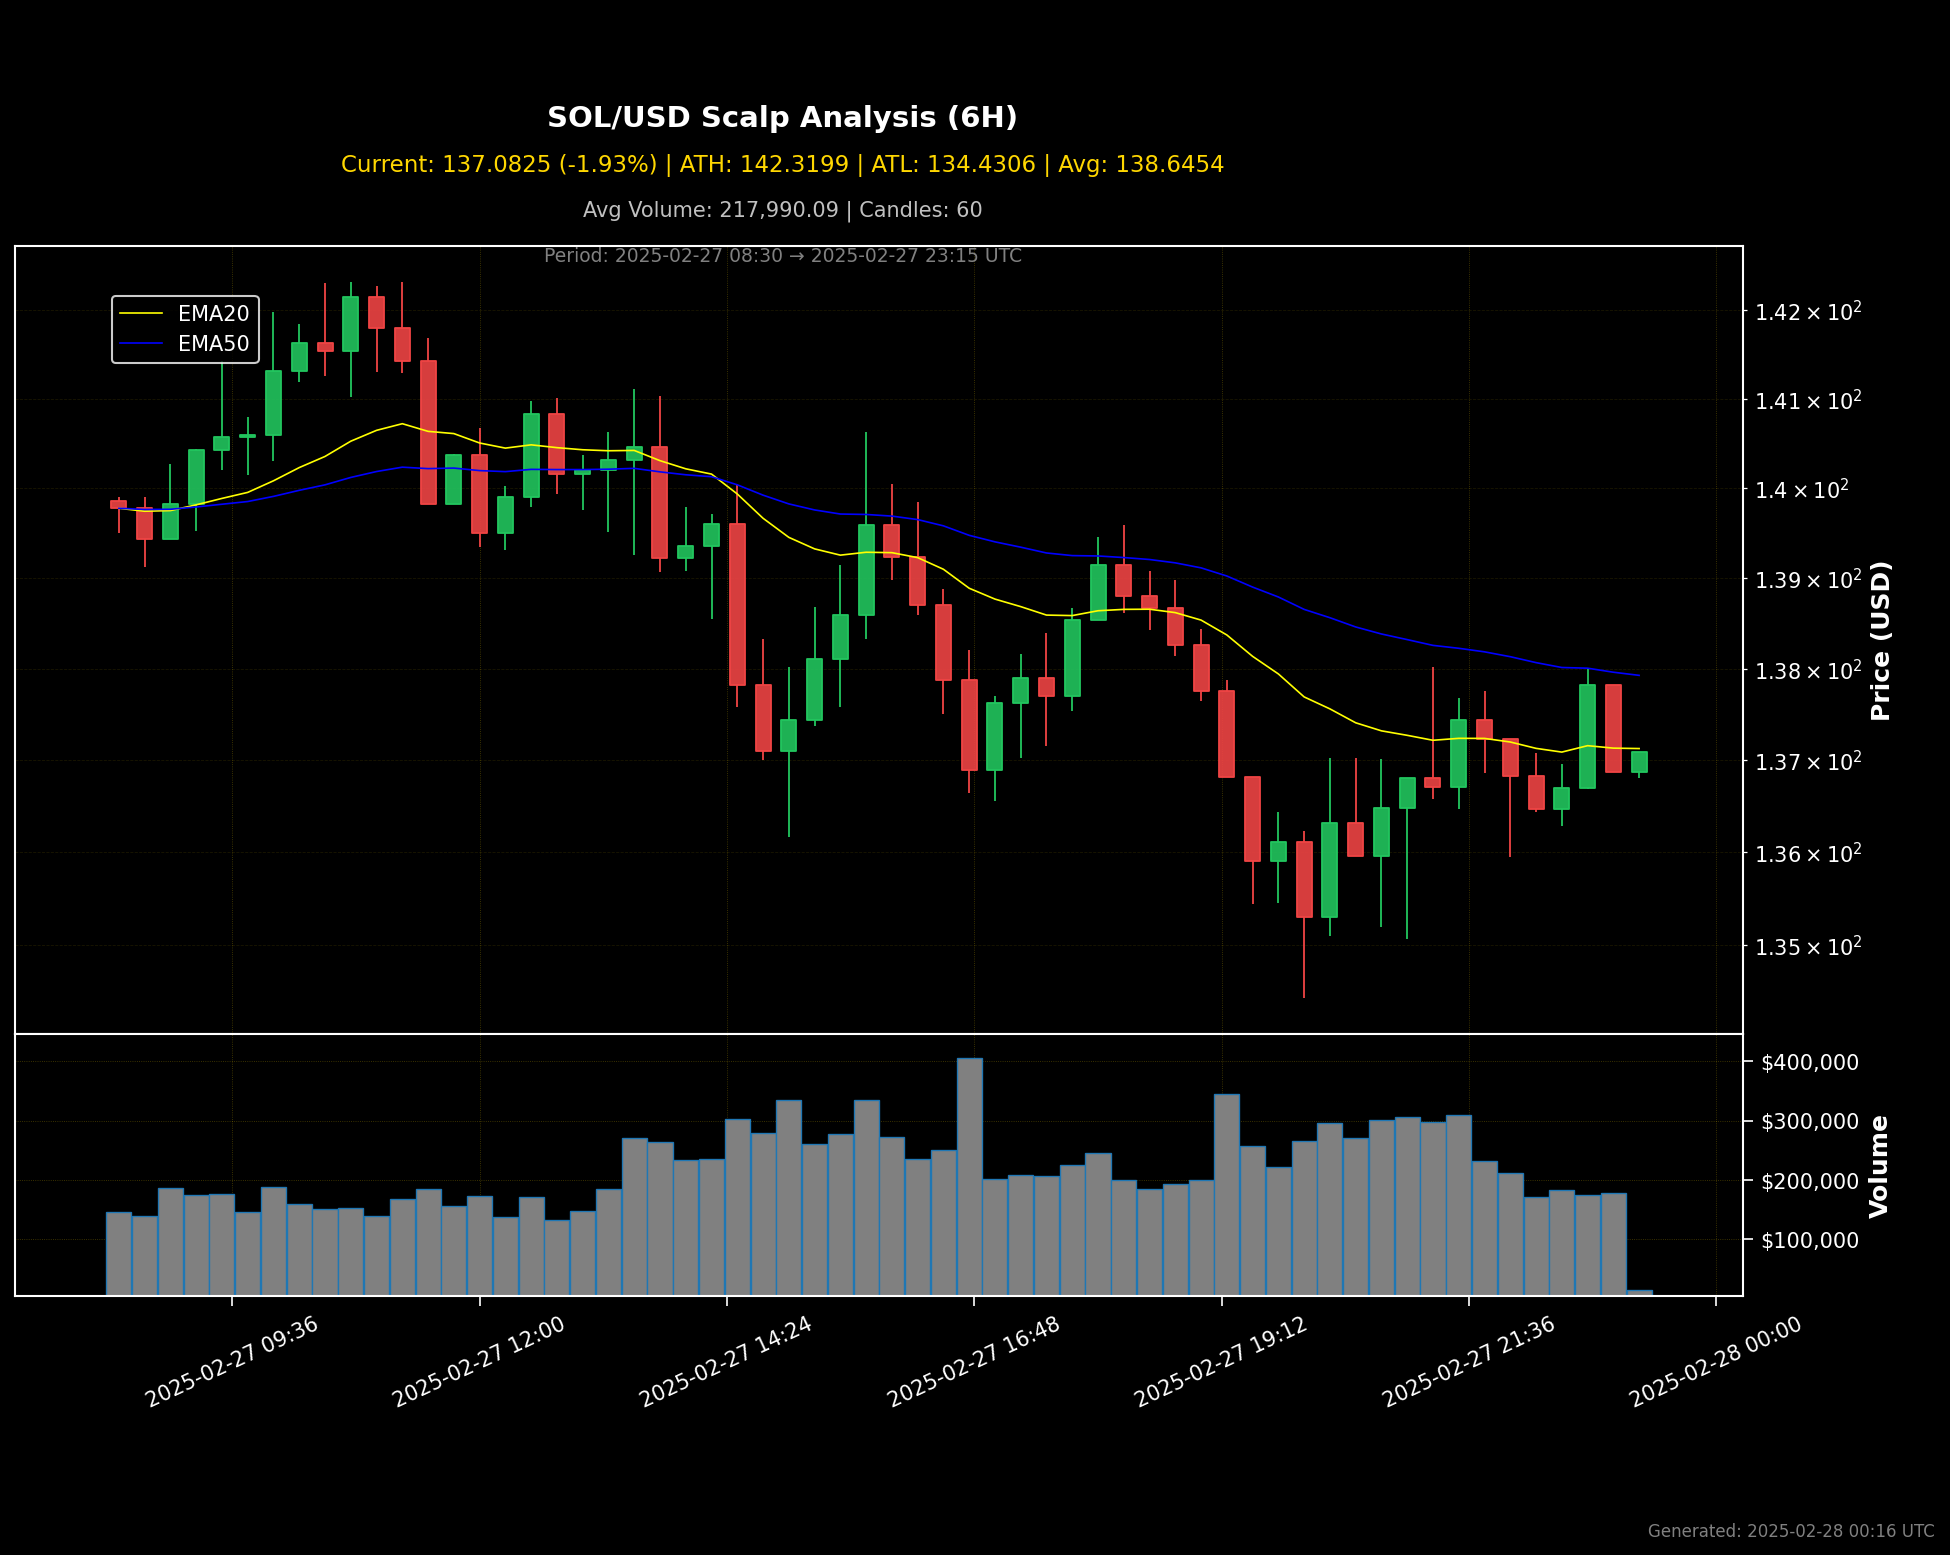 SOL/USD Scalp Analysis (6H)
Current: 137.0825 (-1.93%) | ATH: 142.3199 | ATL: 134.4306 | Avg: 138.6454
Avg Volume: 217,990.09 | Candles: 60
Period: 2025-02-27 08:30 → 2025-02-27 23:15 UTC
EMA20
EMA50
1.42 × 10²
1.41 × 10²
1.4 × 10²
1.39 × 10²
1.38 × 10²
1.37 × 10²
1.36 × 10²
1.35 × 10²
Price (USD)
$400,000
$300,000
$200,000
$100,000
Volume
2025-02-27 09:36
2025-02-27 12:00
2025-02-27 14:24
2025-02-27 16:48
2025-02-27 19:12
2025-02-27 21:36
2025-02-28 00:00
Generated: 2025-02-28 00:16 UTC